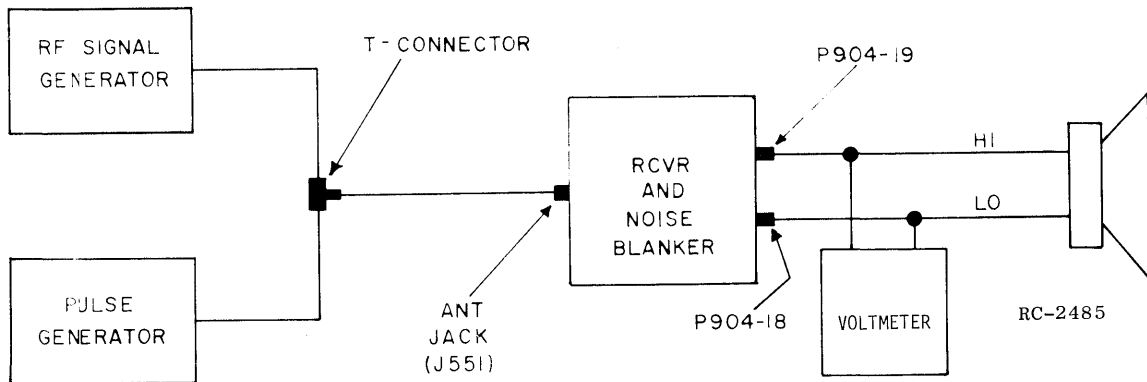 RF SIGNAL
GENERATOR
T-CONNECTOR
P904-19
RCVR
AND
NOISE
BLANKER
HI
LO
PULSE
GENERATOR
ANT
JACK
(J551)
P904-18
VOLTMETER
RC-2485